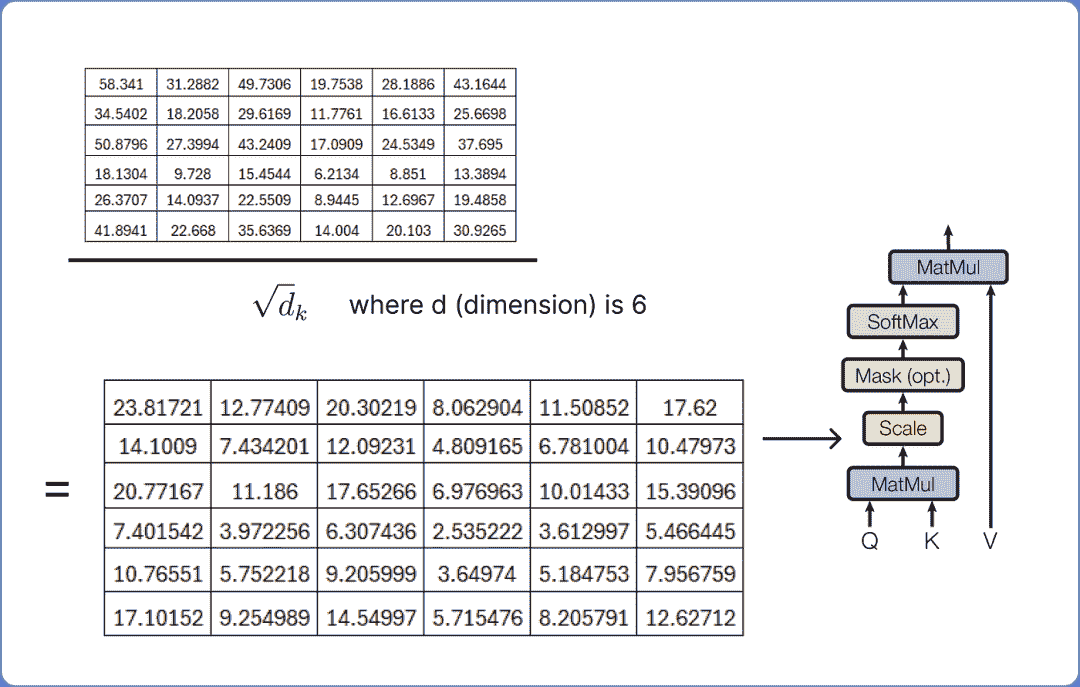 58.341 31.2882 49.7306 19.7538 28.1886 43.1644
34.5402 18.2058 29.6169 11.7761 16.6133 25.6698
50.8796 27.3994 43.2409 17.0909 24.5349 37.695
18.1304 9.728 15.4544 6.2134 8.851 13.3894
26.3707 14.0937 22.5509 8.9445 12.6967 19.4858
41.8941 22.668 35.6369 14.004 20.103 30.9265
√dₖ where d (dimension) is 6
=
23.81721 12.77409 20.30219 8.062904 11.50852 17.62
14.1009 7.434201 12.09231 4.809165 6.781004 10.47973
20.77167 11.186 17.65266 6.976963 10.01433 15.39096
7.401542 3.972256 6.307436 2.535222 3.612997 5.466445
10.76551 5.752218 9.205999 3.64974 5.184753 7.956759
17.10152 9.254989 14.54997 5.715476 8.205791 12.62712
MatMul
SoftMax
Mask (opt.)
Scale
MatMul
Q K V